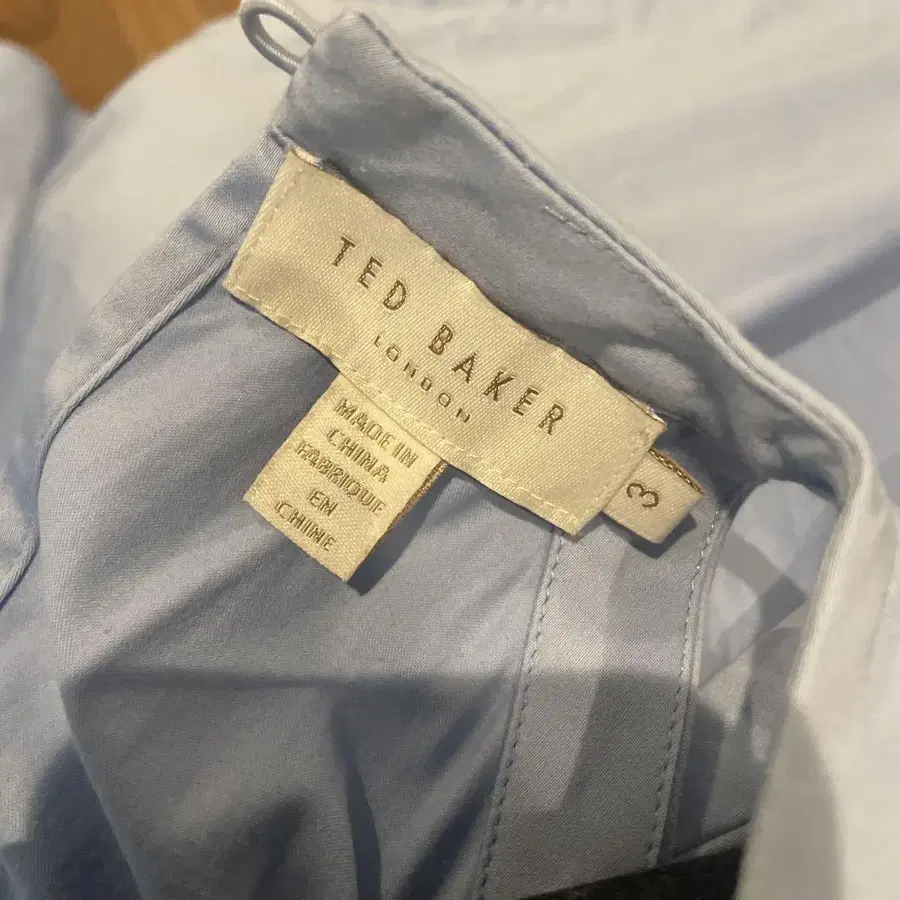 TED BAKER
LONDON
MADE IN
CHINA
FABRIQUE
EN
CHINE
3